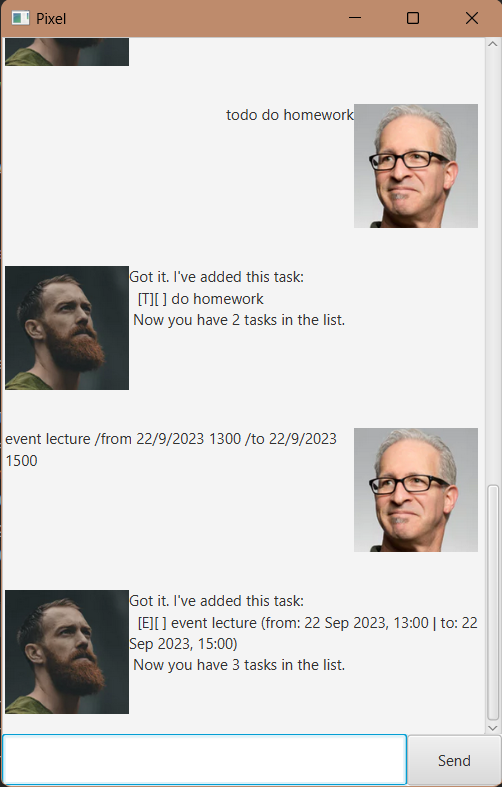 Pixel
todo do homework
Got it. I've added this task:
[T][ ] do homework
Now you have 2 tasks in the list.
event lecture /from 22/9/2023 1300 /to 22/9/2023
1500
Got it. I've added this task:
[E][ ] event lecture (from: 22 Sep 2023, 13:00 | to: 22
Sep 2023, 15:00)
Now you have 3 tasks in the list.
Send